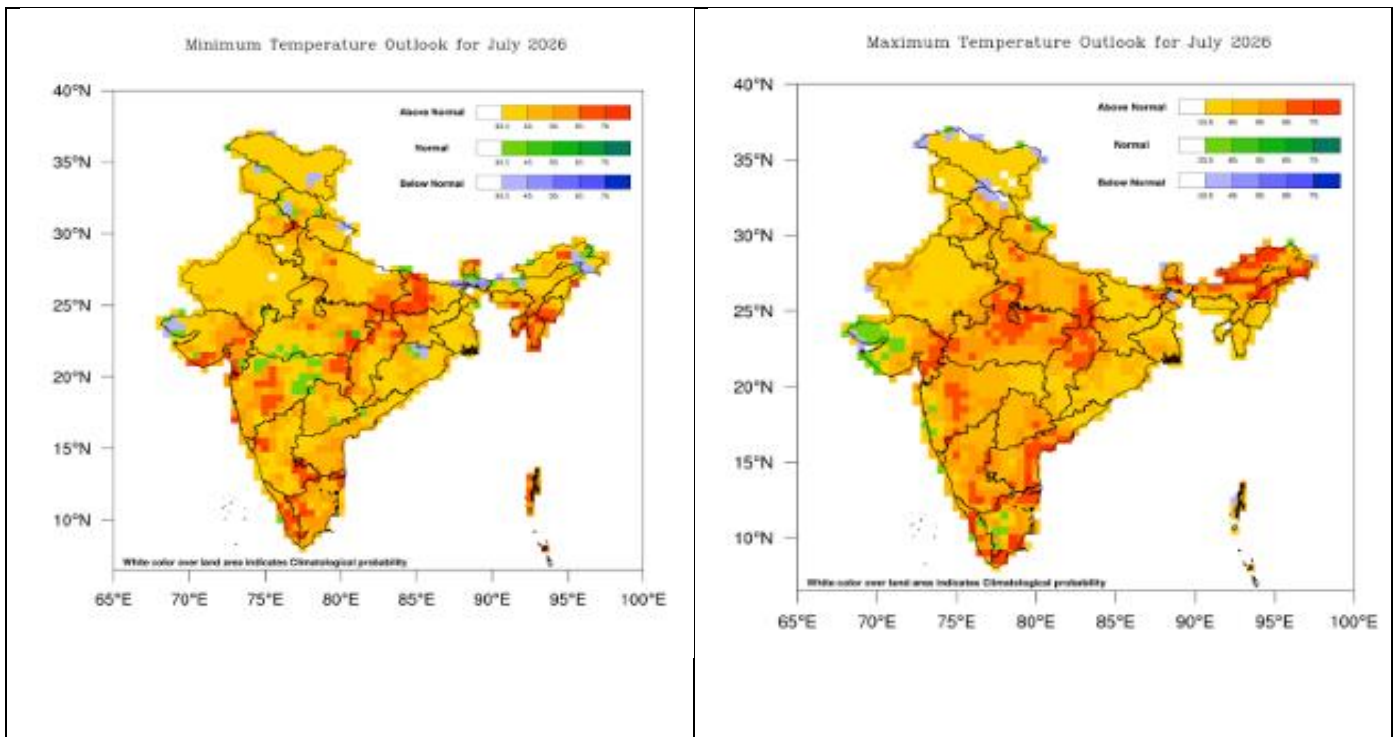 Minimum Temperature Outlook for July 2026
40°N
35°N
30°N
25°N
20°N
15°N
10°N
Above Normal
Normal
Below Normal
White color over land area indicates Climatological probability
65°E 70°E 75°E 80°E 85°E 90°E 95°E 100°E
Maximum Temperature Outlook for July 2026
40°N
35°N
30°N
25°N
20°N
15°N
10°N
Above Normal
Normal
Below Normal
White color over land area indicates Climatological probability
65°E 70°E 75°E 80°E 85°E 90°E 95°E 100°E